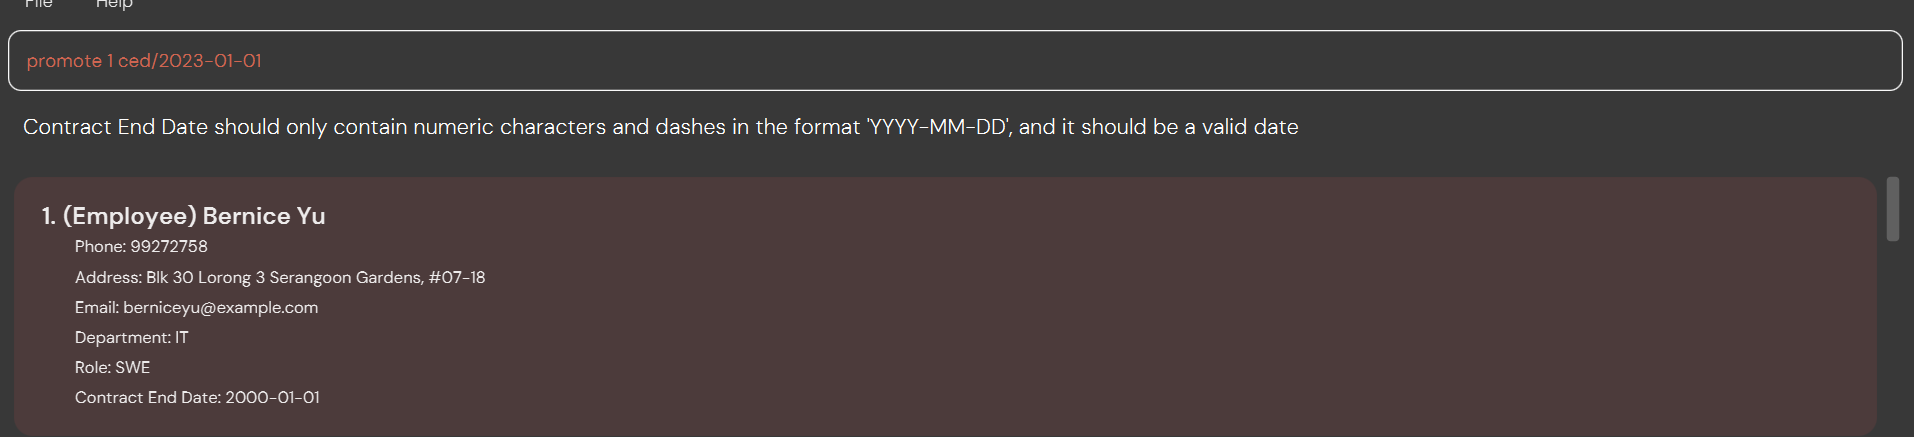 File Help
promote 1 ced/2023-01-01
Contract End Date should only contain numeric characters and dashes in the format 'YYYY-MM-DD', and it should be a valid date
1. (Employee) Bernice Yu
Phone: 99272758
Address: Blk 30 Lorong 3 Serangoon Gardens, #07-18
Email: berniceyu@example.com
Department: IT
Role: SWE
Contract End Date: 2000-01-01